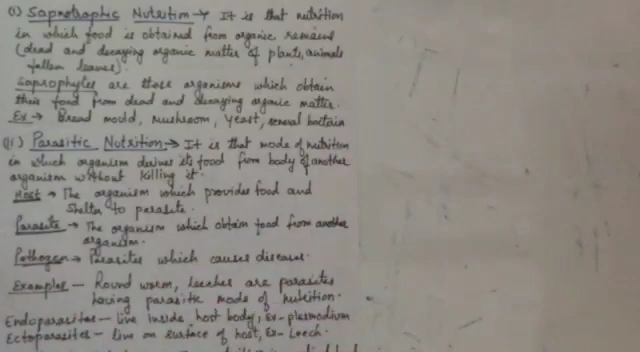 (i) Saprotrophic Nutrition → It is that nutrition
in which food is obtained from organic remains
(dead and decaying organic matter of plants, animals
fallen leaves).
Saprophytes are those organisms which obtain
their food from dead and decaying organic matter.
Ex → Bread mould, Mushroom, Yeast, several bacteria
(ii) Parasitic Nutrition → It is that mode of nutrition
in which organism derives its food from body of another
organism without killing it.
Host → The organism which provides food and
shelter to parasite.
Parasite → The organism which obtain food from another
organism.
Pathogen → Parasites which causes disease.
Examples — Round worm, Leeches are parasites
having parasitic mode of nutrition.
Endoparasites - live inside host body, Ex - plasmodium
Ectoparasites - live on surface of host, Ex - Leech.